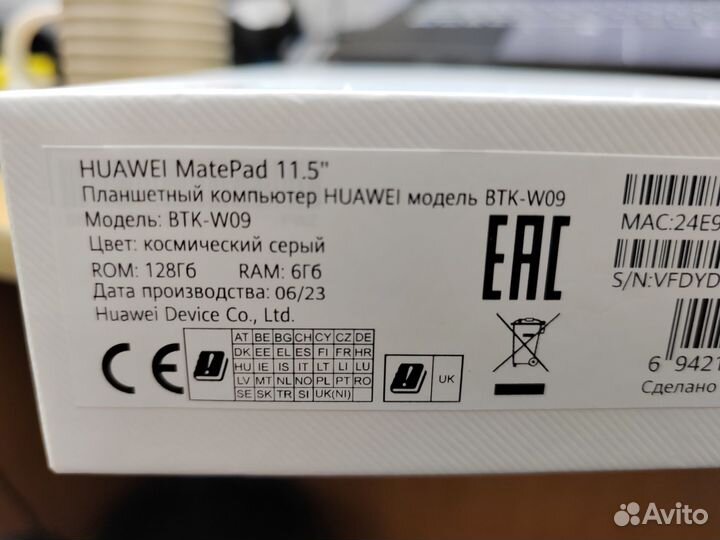 HUAWEI MatePad 11.5"
Планшетный компьютер HUAWEI модель BTK-W09
Модель: BTK-W09
Цвет: космический серый
ROM: 128Гб RAM: 6Гб
Дата производства: 06/23
Huawei Device Co., Ltd.
EAC
MAC:24E9
S/N:VFDYD
6 9421
Сделано
CE
AT BE BG CH CY CZ DE
DK EE EL ES FI FR HR
HU IE IS IT LT LI LU
LV MT NL NO PL PT RO
SE SK TR SI UK(NI)
UK
Avito